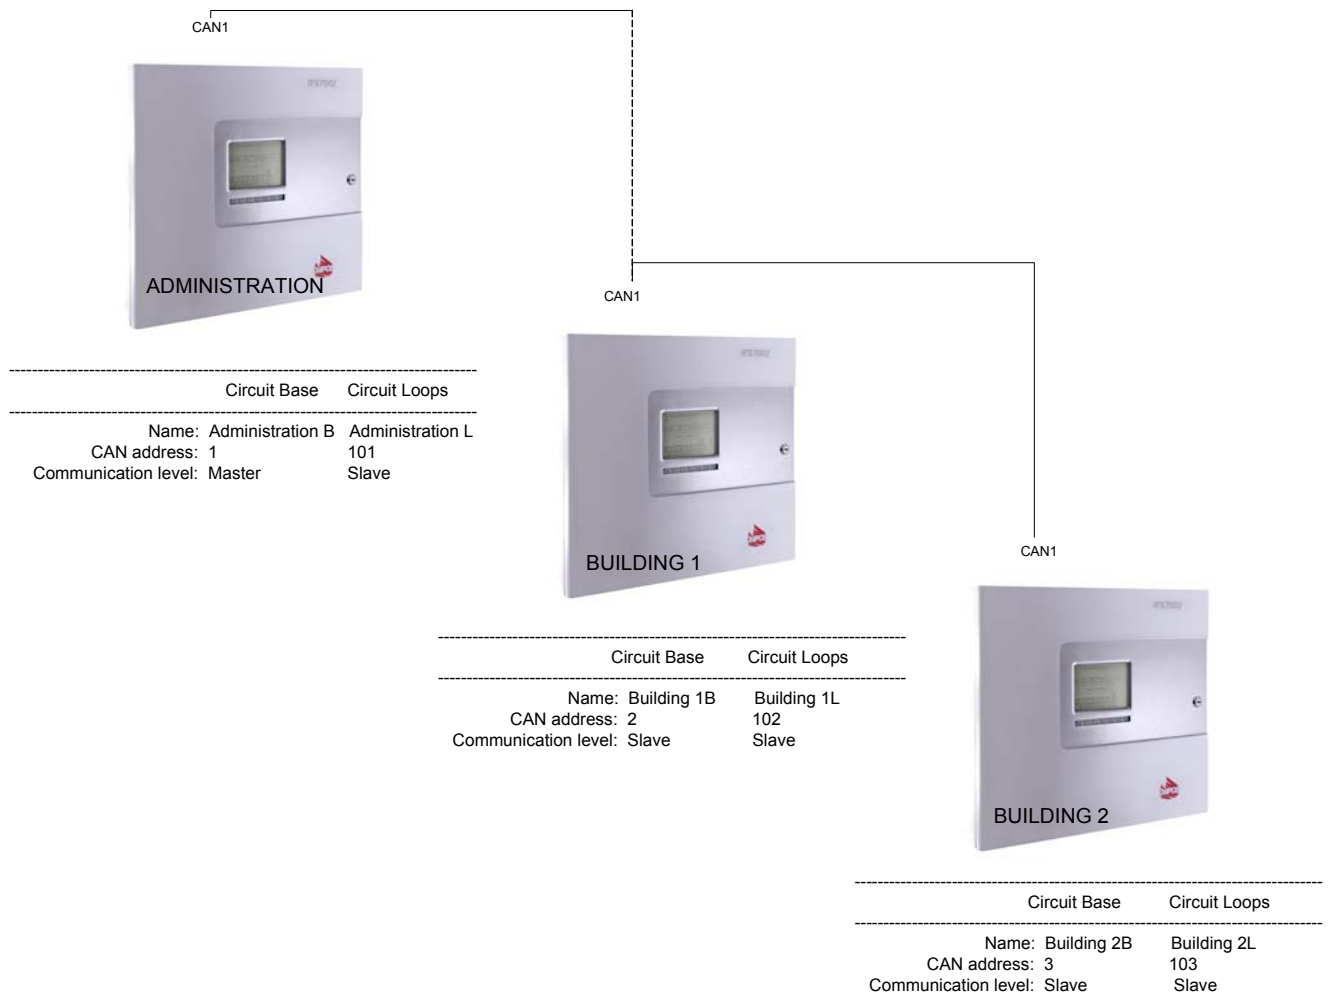 CAN1
IFS7002
ADMINISTRATION
Circuit Base Circuit Loops
Name: Administration B Administration L
CAN address: 1 101
Communication level: Master Slave
CAN1
IFS7002
BUILDING 1
Circuit Base Circuit Loops
Name: Building 1B Building 1L
CAN address: 2 102
Communication level: Slave Slave
CAN1
IFS7002
BUILDING 2
Circuit Base Circuit Loops
Name: Building 2B Building 2L
CAN address: 3 103
Communication level: Slave Slave